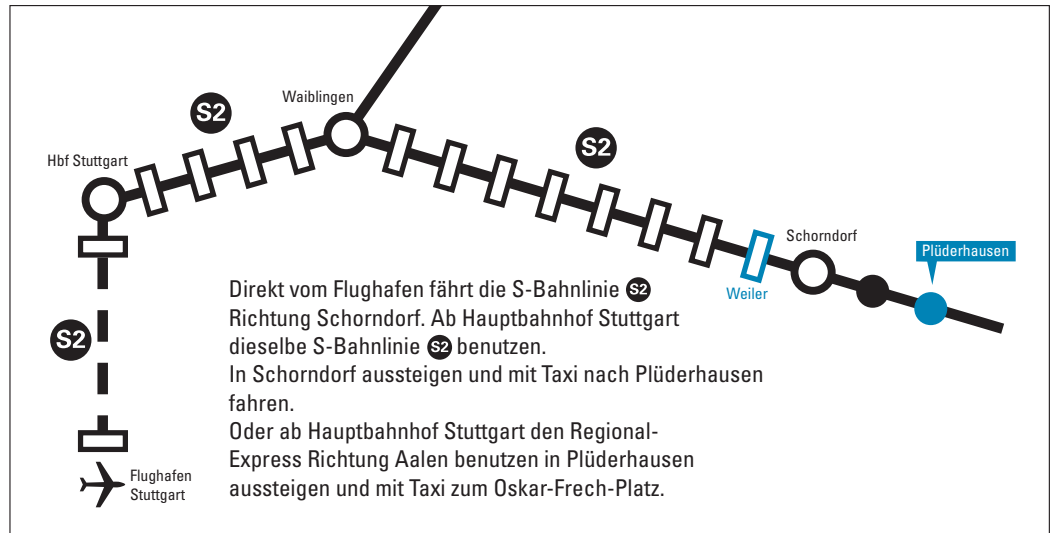 S2
Waiblingen
Hbf Stuttgart
S2
Schorndorf
Plüderhausen
Weiler
Direkt vom Flughafen fährt die S-Bahnlinie S2
Richtung Schorndorf. Ab Hauptbahnhof Stuttgart
dieselbe S-Bahnlinie S2 benutzen.
In Schorndorf aussteigen und mit Taxi nach Plüderhausen
fahren.
Oder ab Hauptbahnhof Stuttgart den Regional-
Express Richtung Aalen benutzen in Plüderhausen
aussteigen und mit Taxi zum Oskar-Frech-Platz.
S2
Flughafen
Stuttgart